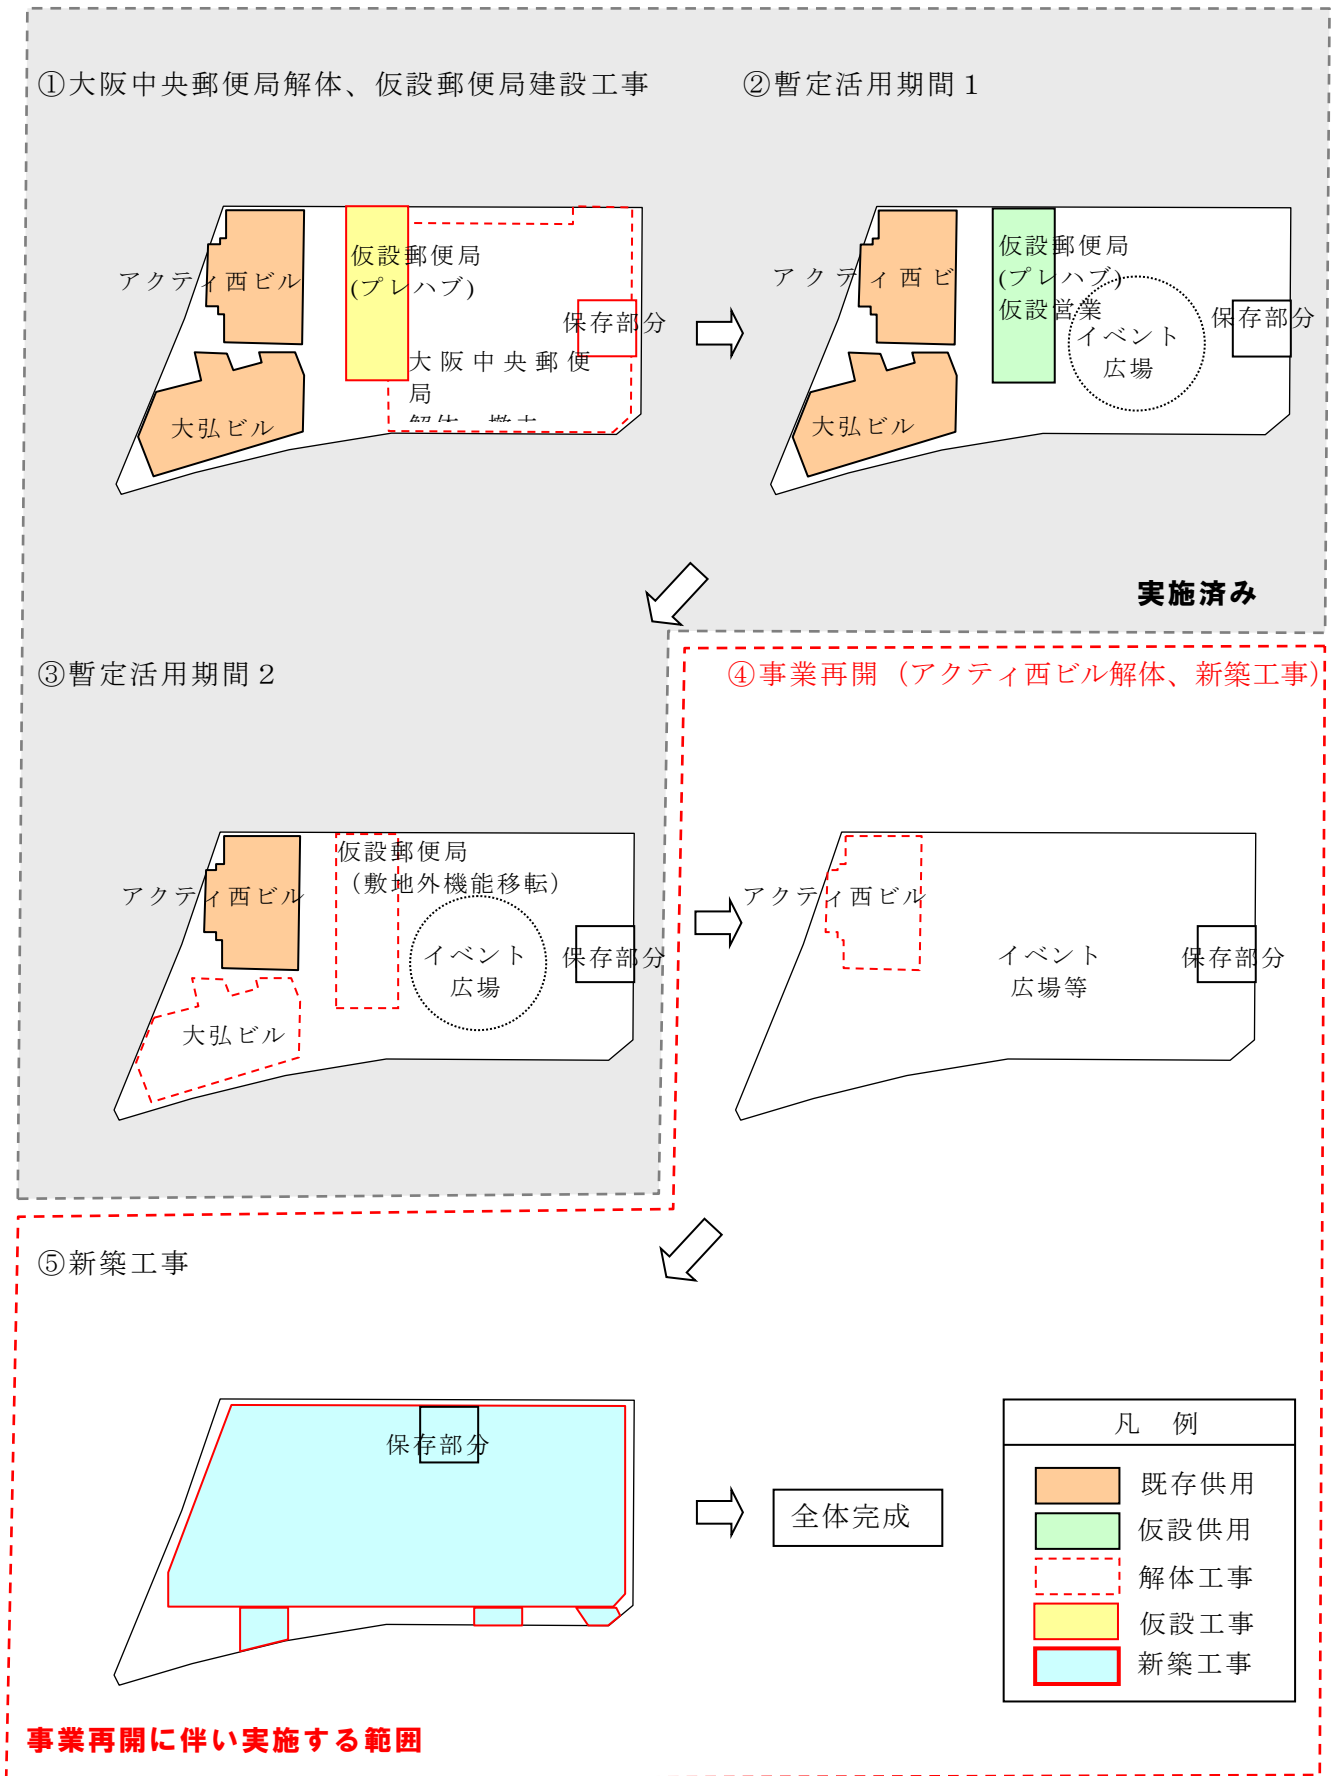 ①大阪中央郵便局解体、仮設郵便局建設工事
②暫定活用期間1
アクティ西ビル
仮設郵便局
(プレハブ)
保存部分
大阪中央郵便
局
大弘ビル
アクティ西ビ
仮設郵便局
(プレハブ)
仮設営業
イベント
広場
保存部分
大弘ビル
実施済み
③暫定活用期間2
④事業再開（アクティ西ビル解体、新築工事）
アクティ西ビル
仮設郵便局
（敷地外機能移転）
イベント
広場
保存部分
大弘ビル
アクティ西ビル
イベント
広場等
保存部分
⑤新築工事
保存部分
全体完成
凡 例
既存供用
仮設供用
解体工事
仮設工事
新築工事
事業再開に伴い実施する範囲